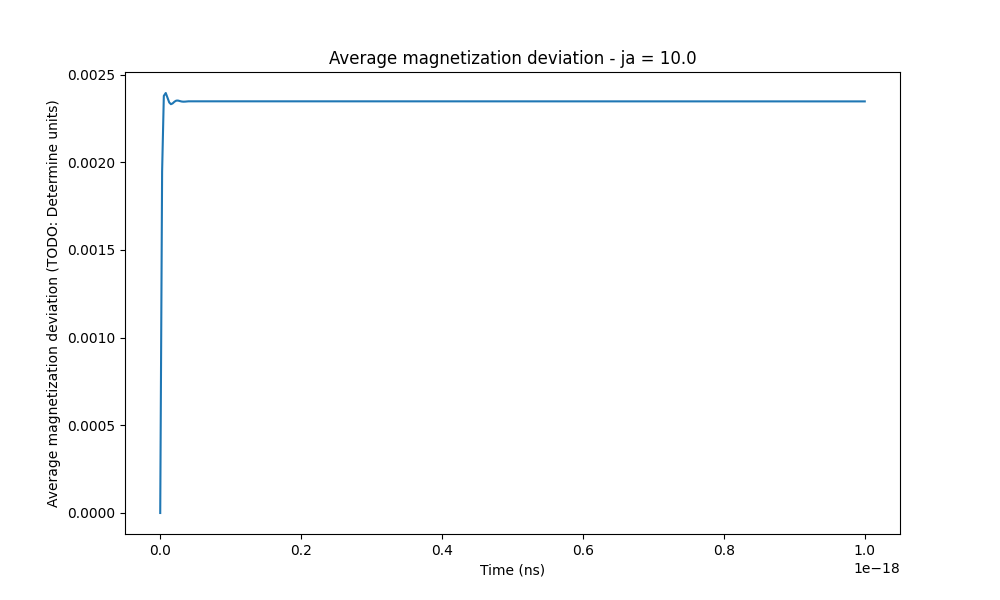 Average magnetization deviation - ja = 10.0
Average magnetization deviation (TODO: Determine units)
0.0025
0.0020
0.0015
0.0010
0.0005
0.0000
0.0 0.2 0.4 0.6 0.8 1.0
1e−18
Time (ns)